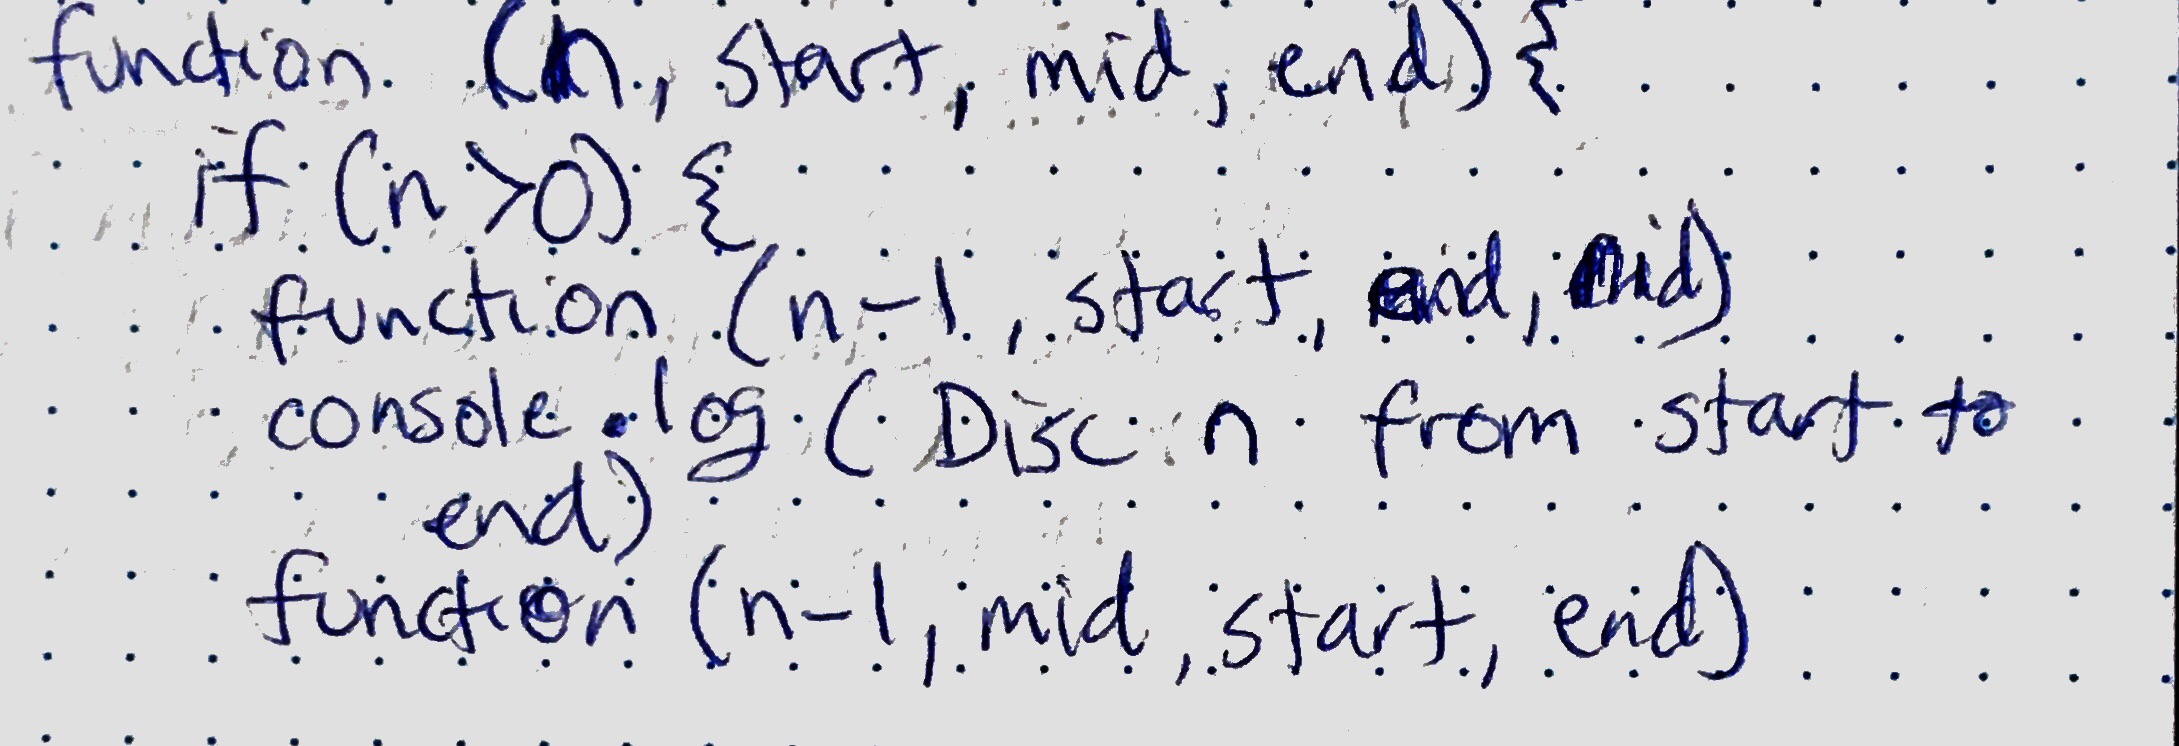 function (n, start, mid, end) {
if (n>0) {
function (n-1, start, end, mid)
console.log (Disc n from start to
end)
function (n-1, mid, start, end)